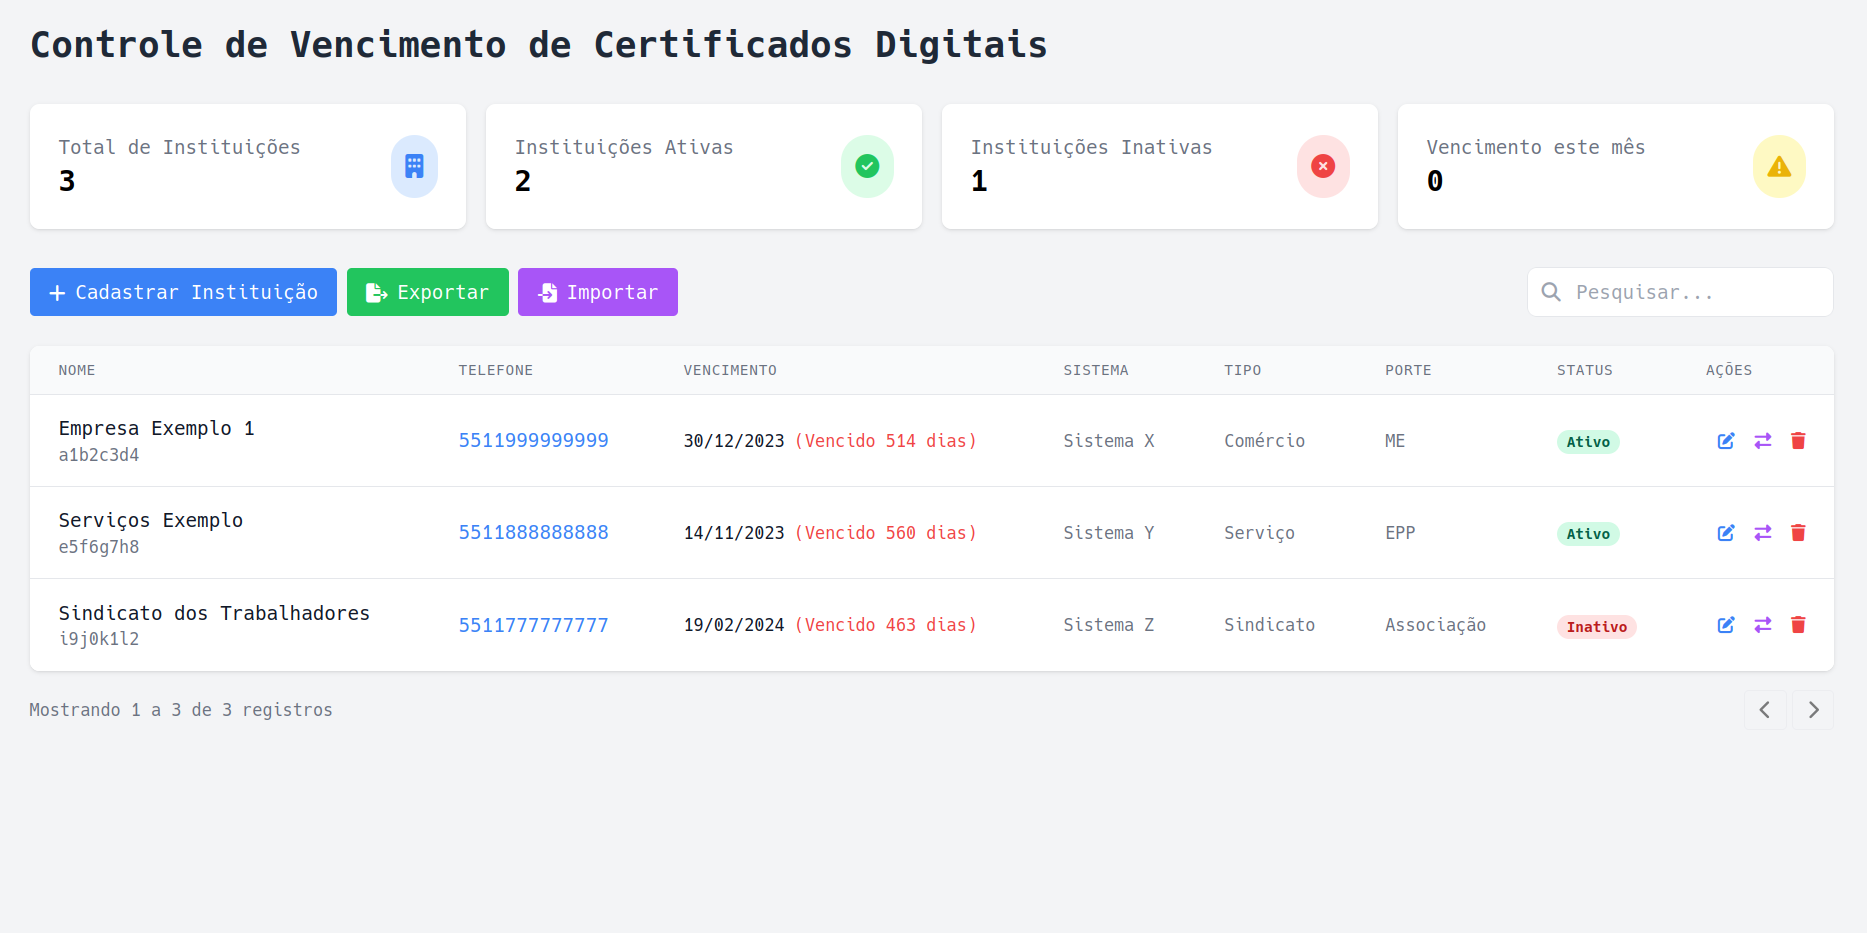 Controle de Vencimento de Certificados Digitais
Total de Instituições
3
Instituições Ativas
2
Instituições Inativas
1
Vencimento este mês
0
Cadastrar Instituição
Exportar
Importar
Pesquisar...
NOME TELEFONE VENCIMENTO SISTEMA TIPO PORTE STATUS AÇÕES
Empresa Exemplo 1
a1b2c3d4
5511999999999 30/12/2023 (Vencido 514 dias) Sistema X Comércio ME Ativo
Serviços Exemplo
e5f6g7h8
5511888888888 14/11/2023 (Vencido 560 dias) Sistema Y Serviço EPP Ativo
Sindicato dos Trabalhadores
i9j0k1l2
5511777777777 19/02/2024 (Vencido 463 dias) Sistema Z Sindicato Associação Inativo
Mostrando 1 a 3 de 3 registros